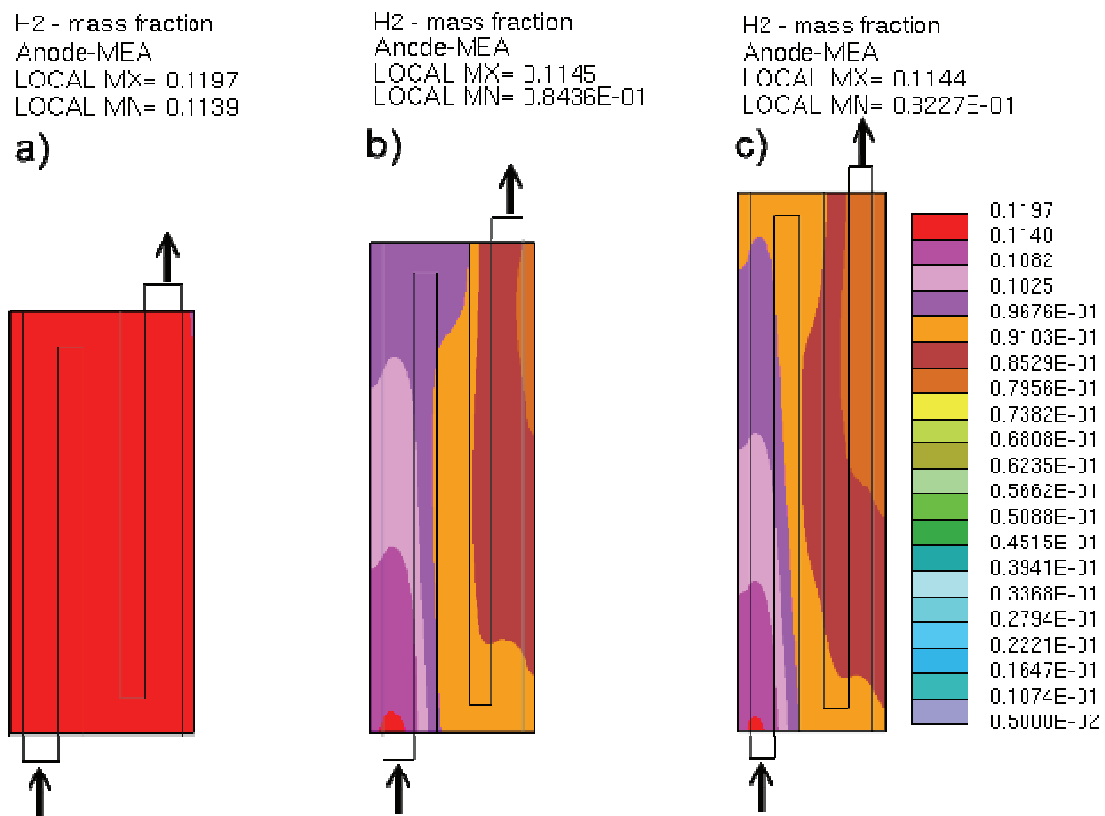 H2 - mass fraction
Anode-MEA
LOCAL MX= 0.1197
LOCAL MN= 0.1139
a)
H2 - mass fraction
Ancde-MEA
LOCAL MX= 0.1145
LOCAL MN= 0.8436E-01
b)
H2 - mass fraction
Anode-MEA
LOCAL MX= 0.1144
LOCAL MN= 0.8227E-01
c)
0.1197
0.1140
0.1082
0.1025
0.9676E-01
0.9103E-01
0.8529E-01
0.7956E-01
0.7382E-01
0.6808E-01
0.6235E-01
0.5662E-01
0.5088E-01
0.4515E-01
0.3941E-01
0.3368E-01
0.2794E-01
0.2221E-01
0.1647E-01
0.1074E-01
0.5000E-02